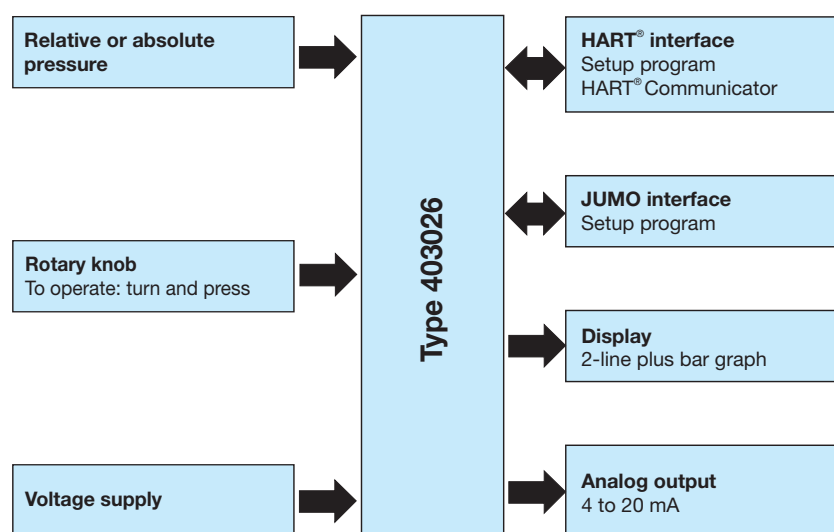 Relative or absolute
pressure
Rotary knob
To operate: turn and press
Voltage supply
Type 403026
HART® interface
Setup program
HART® Communicator
JUMO interface
Setup program
Display
2-line plus bar graph
Analog output
4 to 20 mA